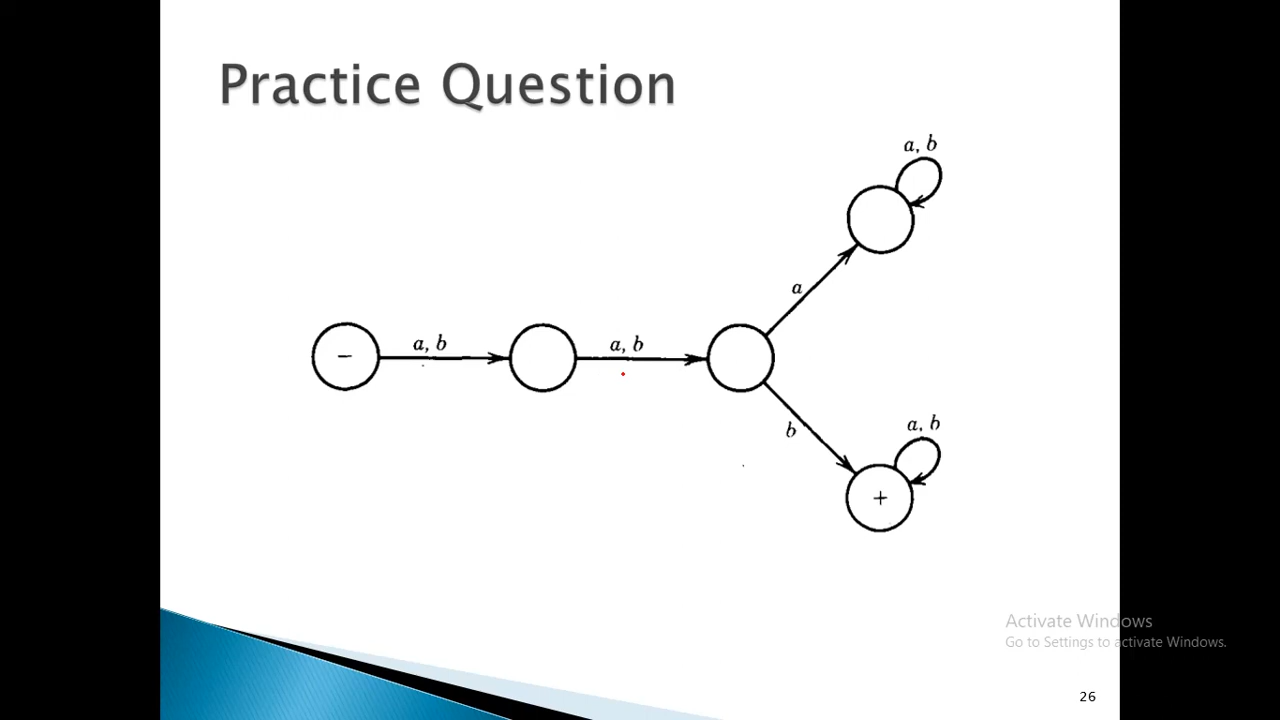 Practice Question
a, b
a
a, b
a, b
−
b
a, b
+
Activate Windows
Go to Settings to activate Windows.
26